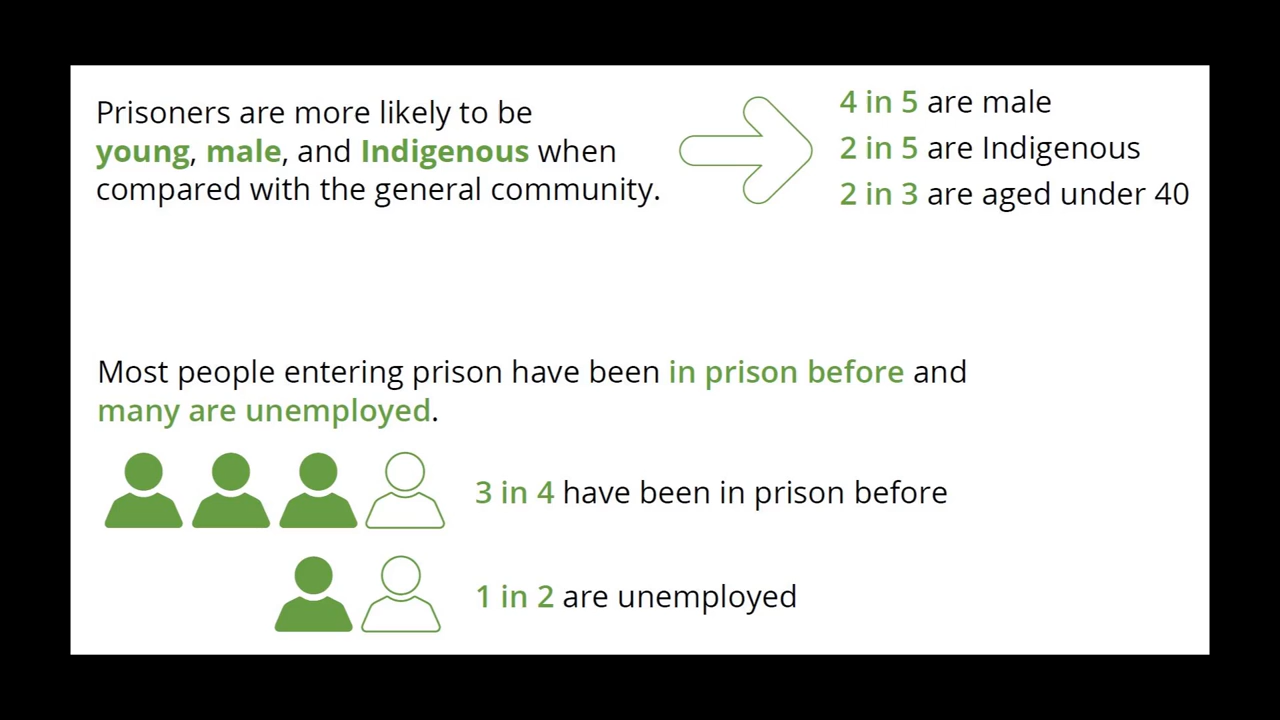 Prisoners are more likely to be
young, male, and Indigenous when
compared with the general community.
4 in 5 are male
2 in 5 are Indigenous
2 in 3 are aged under 40
Most people entering prison have been in prison before and
many are unemployed.
3 in 4 have been in prison before
1 in 2 are unemployed